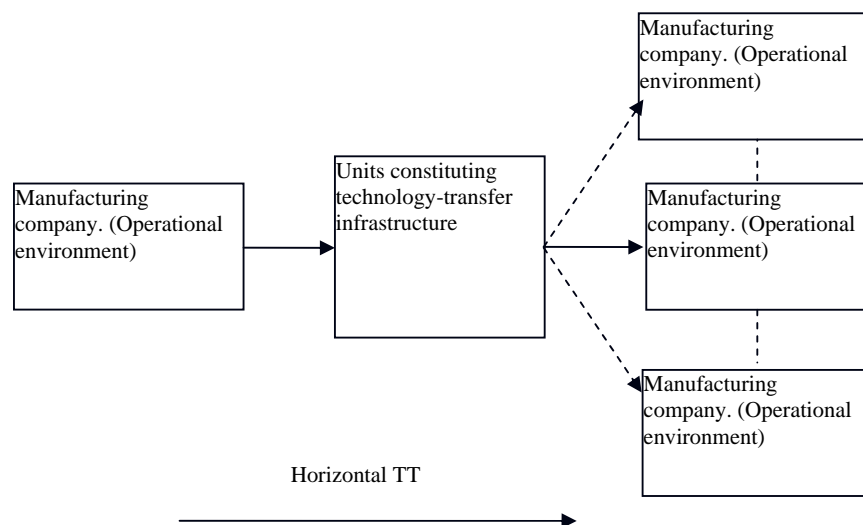 Manufacturing
company. (Operational
environment)
Units constituting
technology-transfer
infrastructure
Manufacturing
company. (Operational
environment)
Manufacturing
company. (Operational
environment)
Manufacturing
company. (Operational
environment)
Horizontal TT